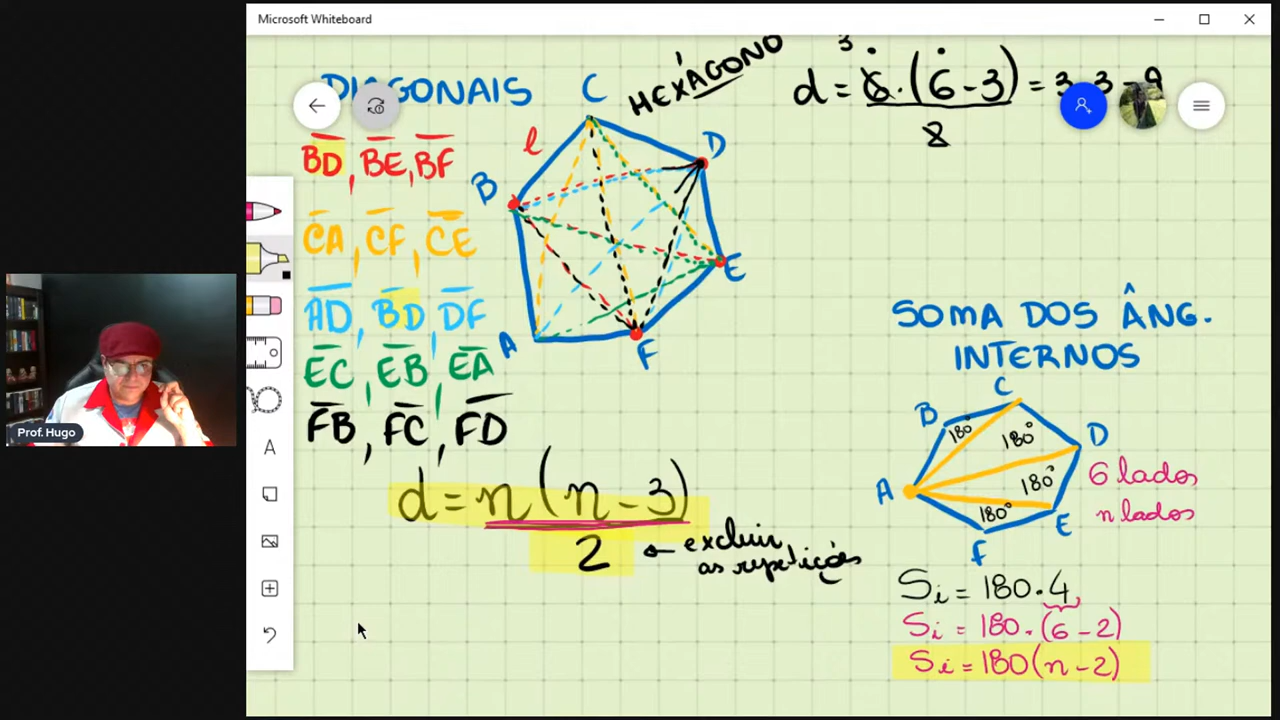 Microsoft Whiteboard
DIAGONAIS
HEXÁGONO
d = 6.(6-3) = 3.3 = 9
3
2
C
l
D
B
E
A
F
BD, BE, BF
CA, CF, CE
AD, BD, DF
EC, EB, EA
FB, FC, FD
d = n(n-3)
2
← excluir
as repetições
SOMA DOS ÂNG.
INTERNOS
C
B
180°
180°
D
A
180°
6 lados
180°
E
n lados
F
Si = 180.4
Si = 180.(6-2)
Si = 180(n-2)
Prof. Hugo
A